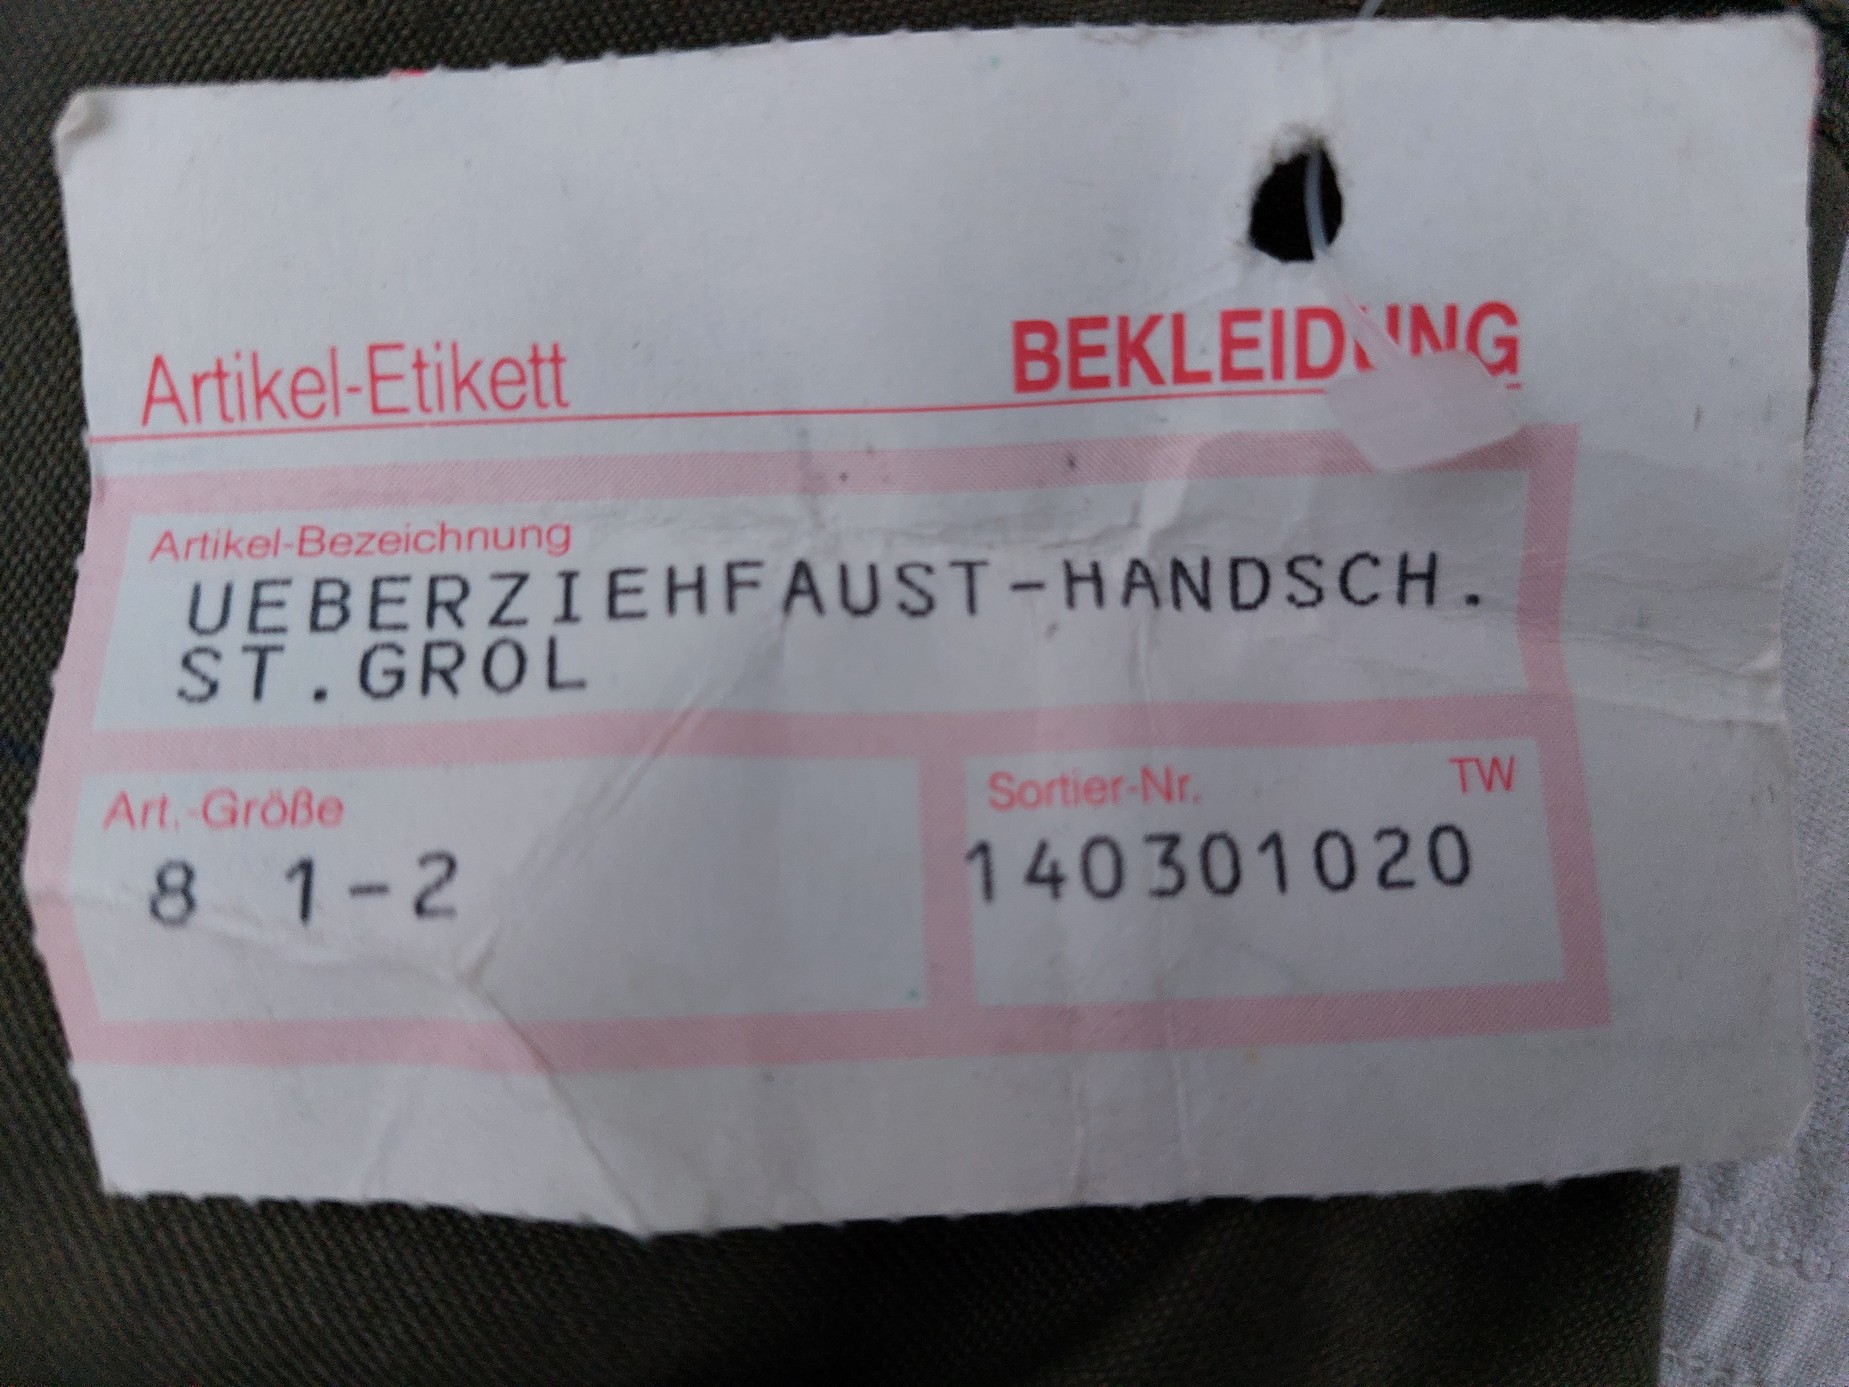 Artikel-Etikett BEKLEIDUNG
Artikel-Bezeichnung
UEBERZIEHFAUST-HANDSCH.
ST.GROL
Art.-Größe
8 1-2
Sortier-Nr. TW
140301020